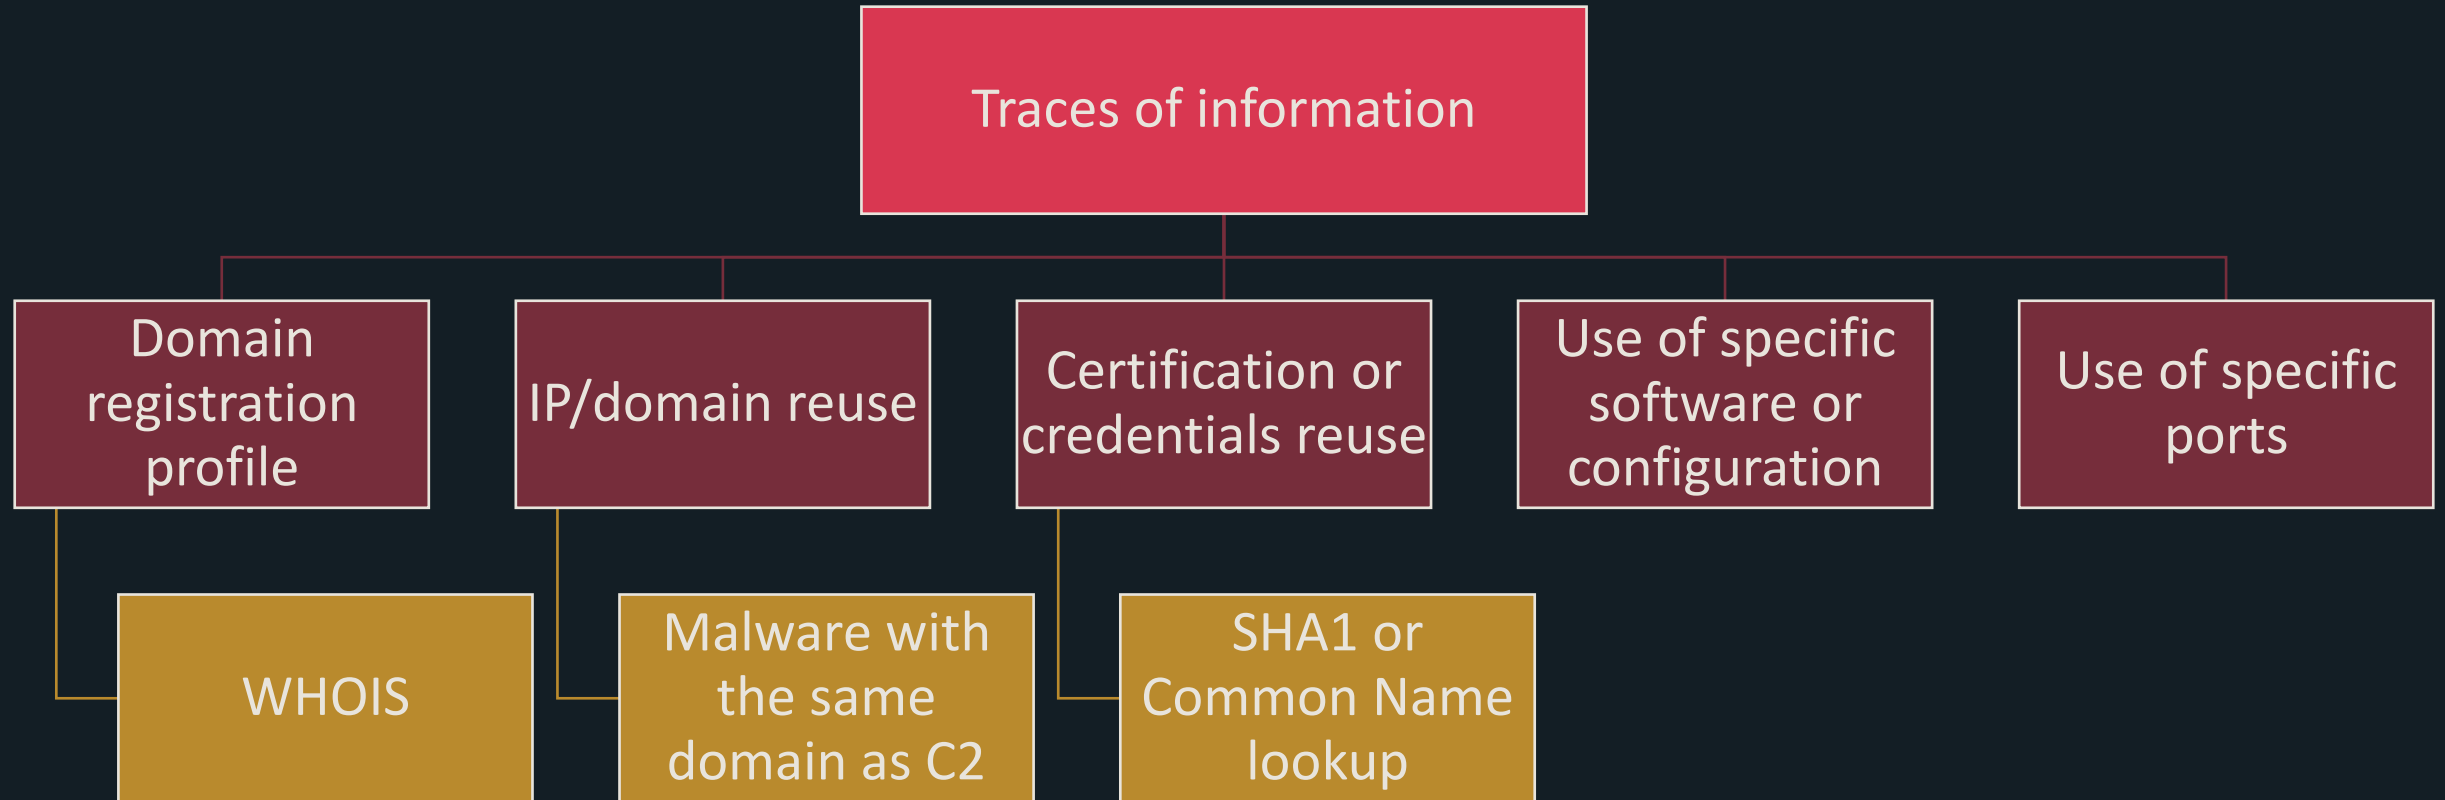 Traces of information
Domain
registration
profile
IP/domain reuse
Certification or
credentials reuse
Use of specific
software or
configuration
Use of specific
ports
WHOIS
Malware with
the same
domain as C2
SHA1 or
Common Name
lookup